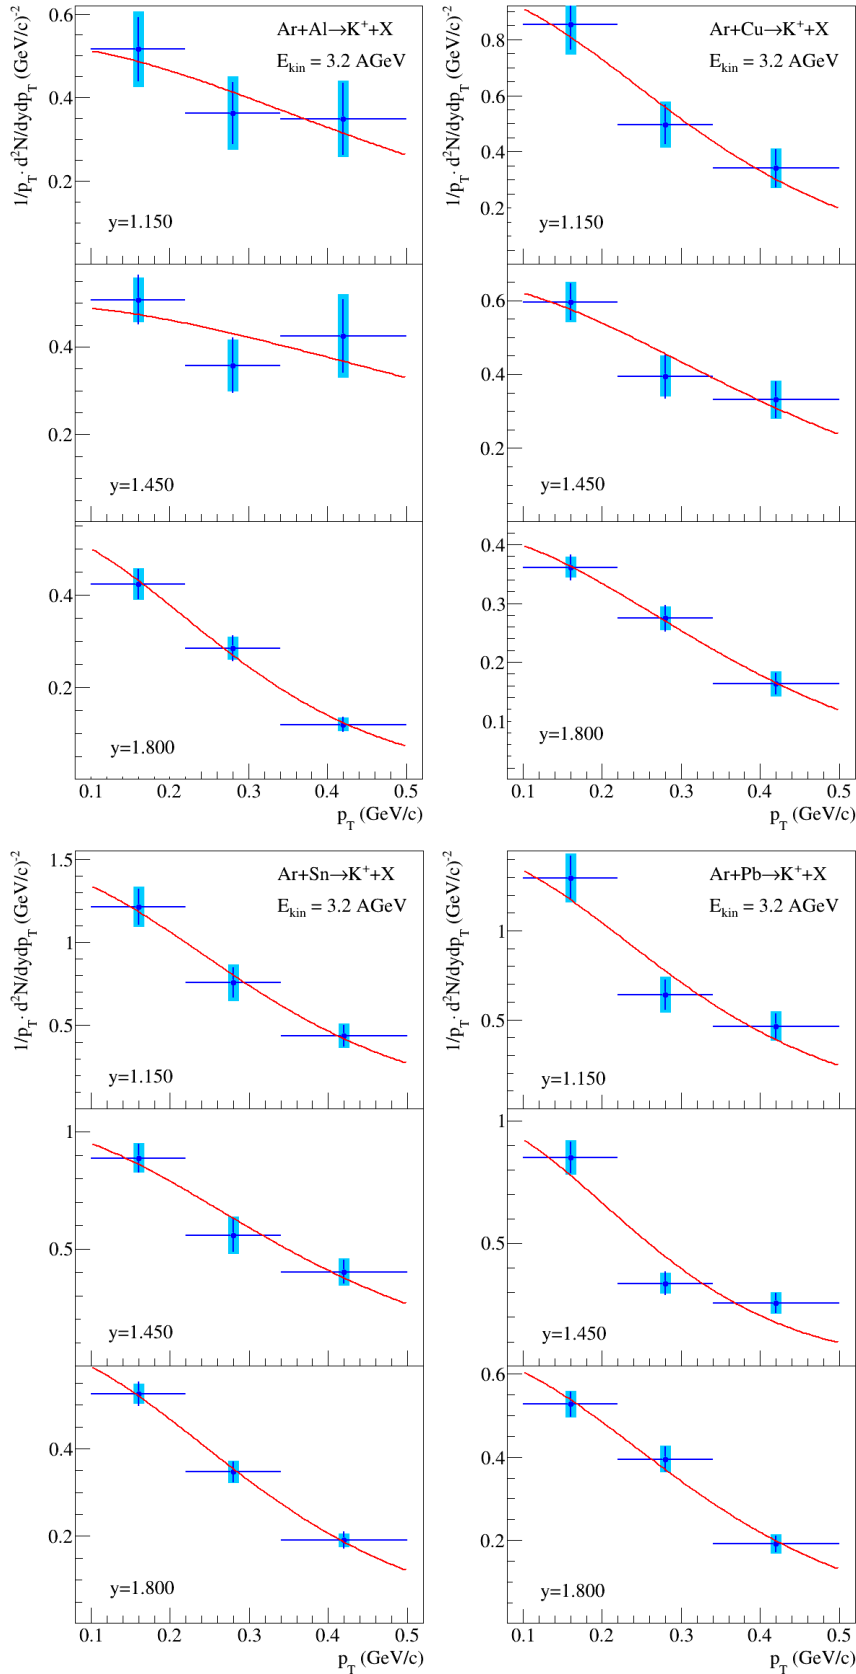 1/p_T· d²N/dydp_T (GeV/c)⁻²
Ar+Al→K⁺+X
E_kin = 3.2 AGeV
0.6
0.4
0.2
y=1.150
0.4
0.2
y=1.450
0.4
0.2
y=1.800
0.1 0.2 0.3 0.4 0.5
p_T (GeV/c)
1/p_T· d²N/dydp_T (GeV/c)⁻²
Ar+Cu→K⁺+X
E_kin = 3.2 AGeV
0.8
0.6
0.4
0.2
y=1.150
0.6
0.4
0.2
y=1.450
0.4
0.3
0.2
0.1
y=1.800
0.1 0.2 0.3 0.4 0.5
p_T (GeV/c)
1/p_T· d²N/dydp_T (GeV/c)⁻²
Ar+Sn→K⁺+X
E_kin = 3.2 AGeV
1.5
1
0.5
y=1.150
1
0.5
y=1.450
0.4
0.2
y=1.800
0.1 0.2 0.3 0.4 0.5
p_T (GeV/c)
1/p_T· d²N/dydp_T (GeV/c)⁻²
Ar+Pb→K⁺+X
E_kin = 3.2 AGeV
1
0.5
y=1.150
1
0.5
y=1.450
0.6
0.4
0.2
y=1.800
0.1 0.2 0.3 0.4 0.5
p_T (GeV/c)